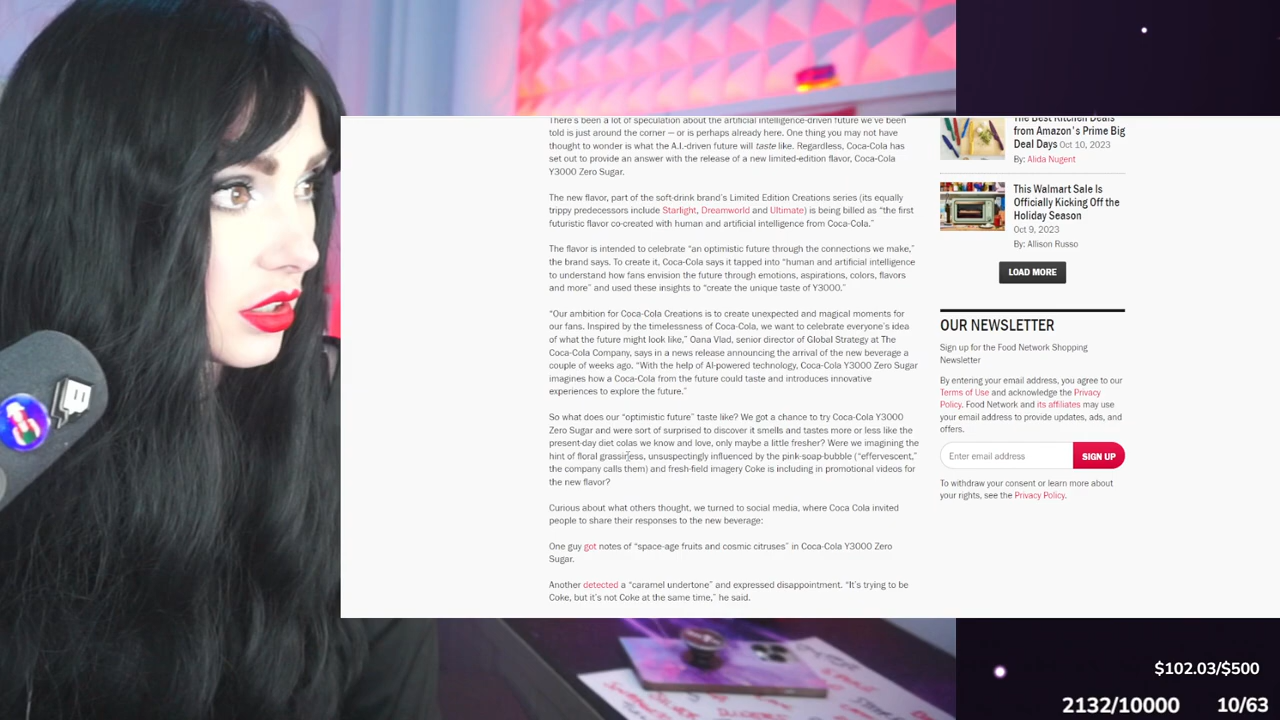 There's been a lot of speculation about the artificial intelligence-driven future we've been
told is just around the corner — or is perhaps already here. One thing you may not have
thought to wonder is what the A.I.-driven future will taste like. Regardless, Coca-Cola has
set out to provide an answer with the release of a new limited-edition flavor, Coca-Cola
Y3000 Zero Sugar.
The new flavor, part of the soft-drink brand's Limited Edition Creations series (its equally
trippy predecessors include Starlight, Dreamworld and Ultimate) is being billed as “the first
futuristic flavor co-created with human and artificial intelligence from Coca-Cola.”
The flavor is intended to celebrate “an optimistic future through the connections we make,”
the brand says. To create it, Coca-Cola says it tapped into “human and artificial intelligence
to understand how fans envision the future through emotions, aspirations, colors, flavors
and more” and used these insights to “create the unique taste of Y3000.”
“Our ambition for Coca-Cola Creations is to create unexpected and magical moments for
our fans. Inspired by the timelessness of Coca-Cola, we want to celebrate everyone's idea
of what the future might look like,” Oana Vlad, senior director of Global Strategy at The
Coca-Cola Company, says in a news release announcing the arrival of the new beverage a
couple of weeks ago. “With the help of AI-powered technology, Coca-Cola Y3000 Zero Sugar
imagines how a Coca-Cola from the future could taste and introduces innovative
experiences to explore the future.”
So what does our “optimistic future” taste like? We got a chance to try Coca-Cola Y3000
Zero Sugar and were sort of surprised to discover it smells and tastes more or less like the
present-day diet colas we know and love, only maybe a little fresher? Were we imagining the
hint of floral grassiness, unsuspectingly influenced by the pink-soap-bubble (“effervescent,”
the company calls them) and fresh-field imagery Coke is including in promotional videos for
the new flavor?
Curious about what others thought, we turned to social media, where Coca Cola invited
people to share their responses to the new beverage:
One guy got notes of “space-age fruits and cosmic citruses” in Coca-Cola Y3000 Zero
Sugar.
Another detected a “caramel undertone” and expressed disappointment. “It's trying to be
Coke, but it's not Coke at the same time,” he said.
The Best Kitchen Deals
from Amazon's Prime Big
Deal Days Oct 10, 2023
By: Alida Nugent
This Walmart Sale Is
Officially Kicking Off the
Holiday Season
Oct 9, 2023
By: Allison Russo
LOAD MORE
OUR NEWSLETTER
Sign up for the Food Network Shopping
Newsletter
By entering your email address, you agree to our
Terms of Use and acknowledge the Privacy
Policy. Food Network and its affiliates may use
your email address to provide updates, ads, and
offers.
Enter email address SIGN UP
To withdraw your consent or learn more about
your rights, see the Privacy Policy.
$102.03/$500
2132/10000 10/63